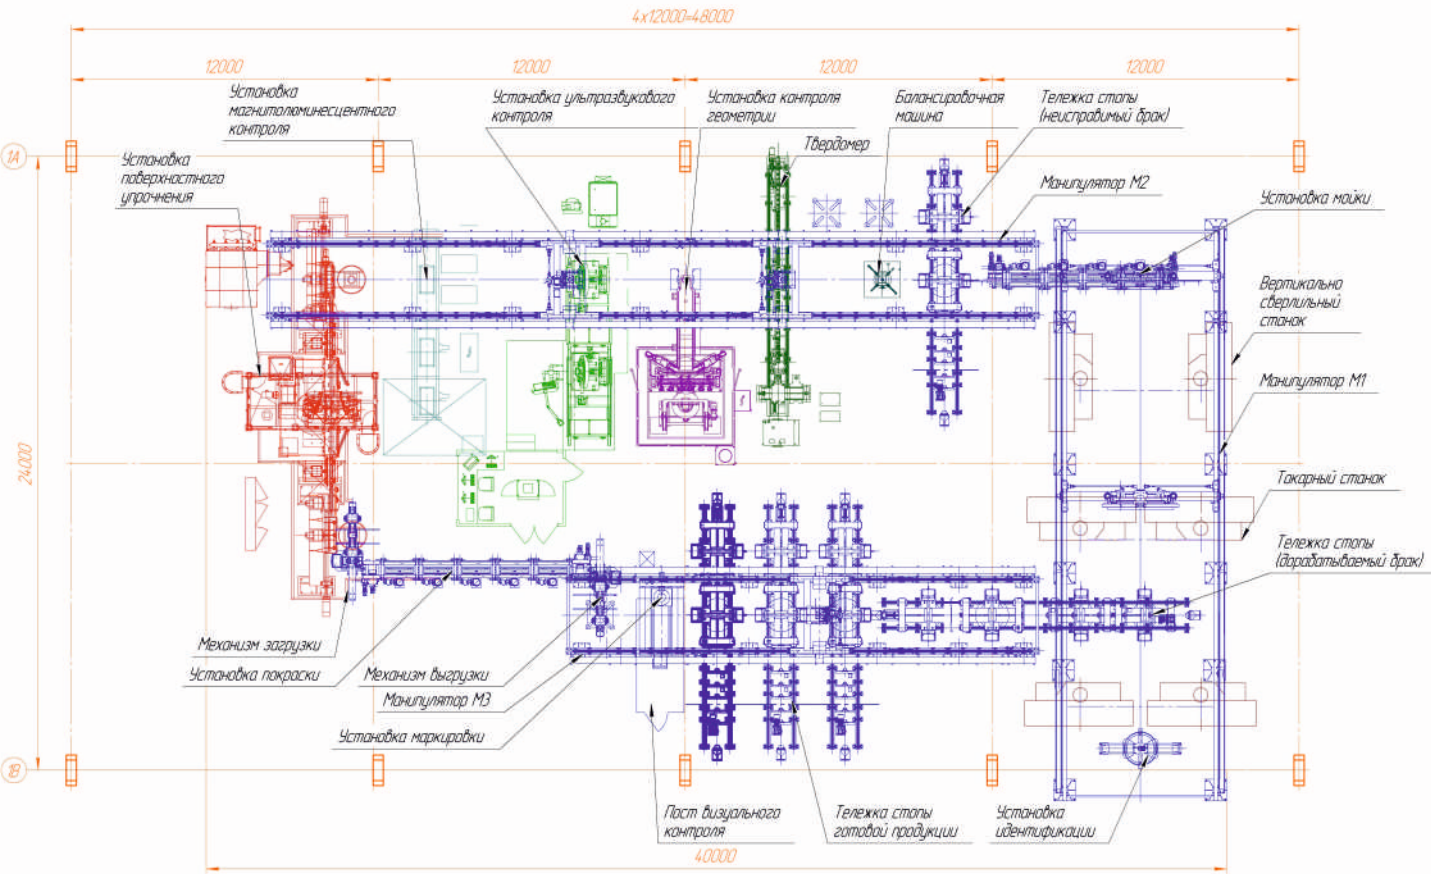 4х12000=48000
12000
12000
12000
12000
Установка
магнитолюминесцентного
контроля
Установка ультразвукового
контроля
Установка контроля
геометрии
Балансировочная
машина
Тележка стопы
(неисправимый брак)
1А
Твердомер
Установка
поверхностного
упрочнения
Манипулятор М2
Установка мойки
Вертикально
сверлильный
станок
Манипулятор М1
24000
Токарный станок
Тележка стопы
(дорабатываемый брак)
Механизм загрузки
Установка покраски
Механизм выгрузки
Манипулятор М3
Установка маркировки
Пост визуального
контроля
Тележка стопы
готовой продукции
Установка
идентификации
40000